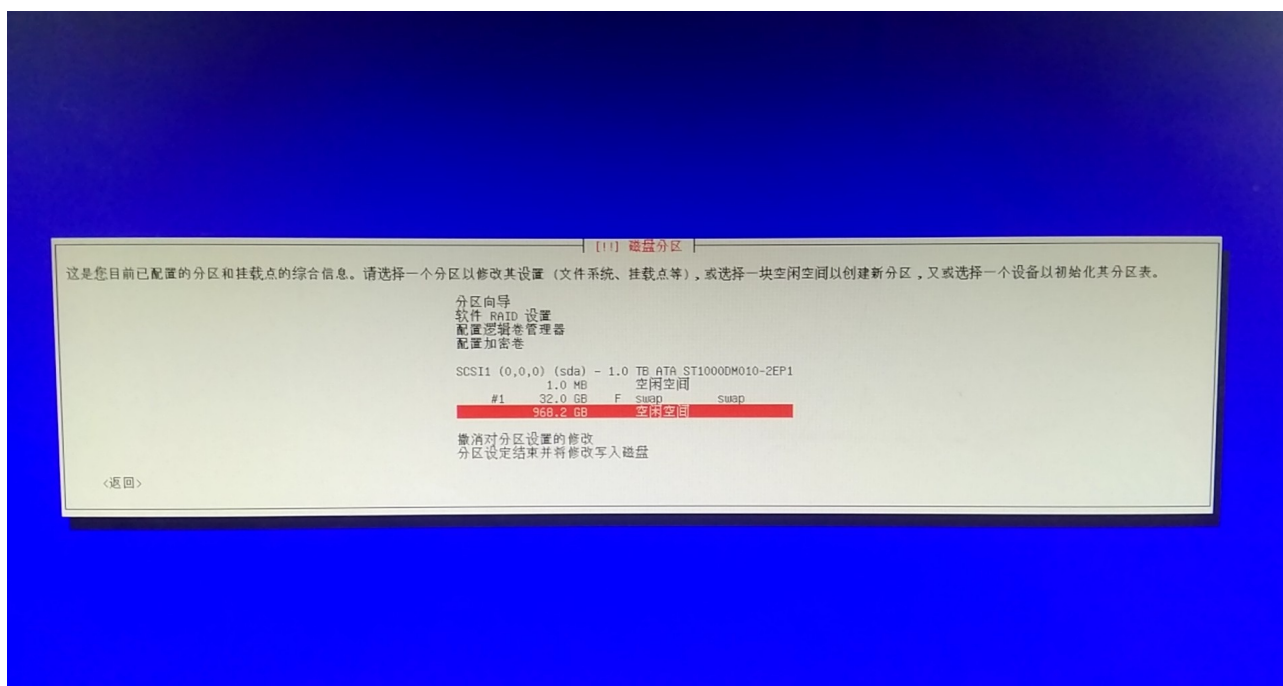 [!!] 磁盘分区
这是您目前已配置的分区和挂载点的综合信息。请选择一个分区以修改其设置 (文件系统、挂载点等)，或选择一块空闲空间以创建新分区，又或选择一个设备以初始化其分区表。
分区向导
软件 RAID 设置
配置逻辑卷管理器
配置加密卷
SCSI1 (0,0,0) (sda) - 1.0 TB ATA ST1000DM010-2EP1
1.0 MB 空闲空间
#1 32.0 GB F swap swap
968.2 GB 空闲空间
撤消对分区设置的修改
分区设定结束并将修改写入磁盘
<返回>